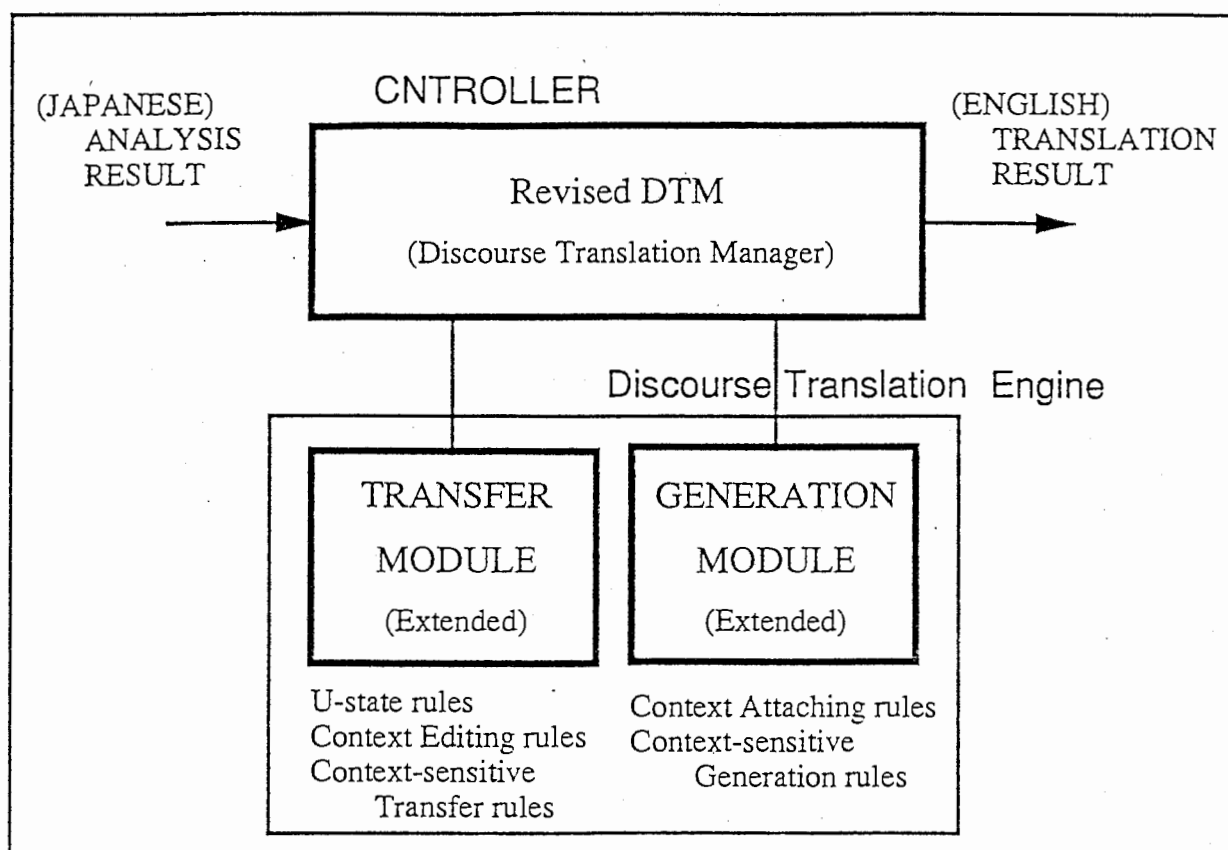 CNTROLLER
(JAPANESE)
ANALYSIS
RESULT
(ENGLISH)
TRANSLATION
RESULT
Revised DTM
(Discourse Translation Manager)
Discourse Translation Engine
TRANSFER
MODULE
(Extended)
GENERATION
MODULE
(Extended)
U-state rules
Context Editing rules
Context-sensitive
Transfer rules
Context Attaching rules
Context-sensitive
Generation rules